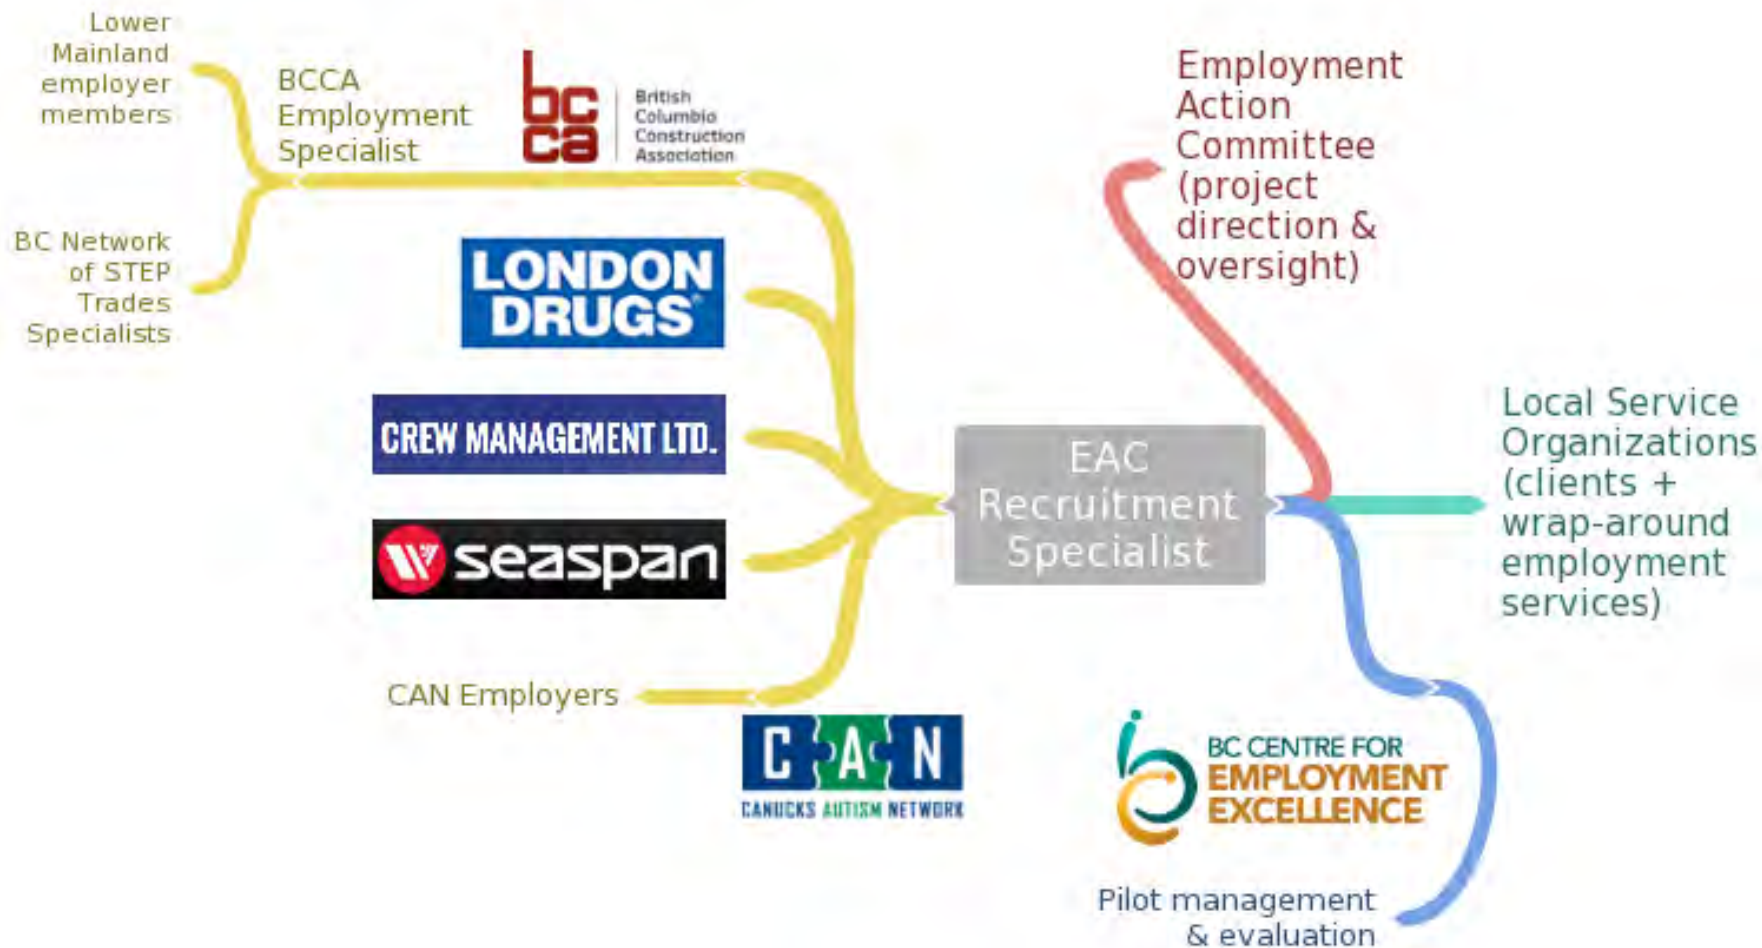 Lower
Mainland
employer
members
BC Network
of STEP
Trades
Specialists
BCCA
Employment
Specialist
bc
ca
British
Columbia
Construction
Association
LONDON
DRUGS®
CREW MANAGEMENT LTD.
seaspan
CAN Employers
CAN
CANUCKS AUTISM NETWORK
EAC
Recruitment
Specialist
Employment
Action
Committee
(project
direction &
oversight)
Local Service
Organizations
(clients +
wrap-around
employment
services)
BC CENTRE FOR
EMPLOYMENT
EXCELLENCE
Pilot management
& evaluation